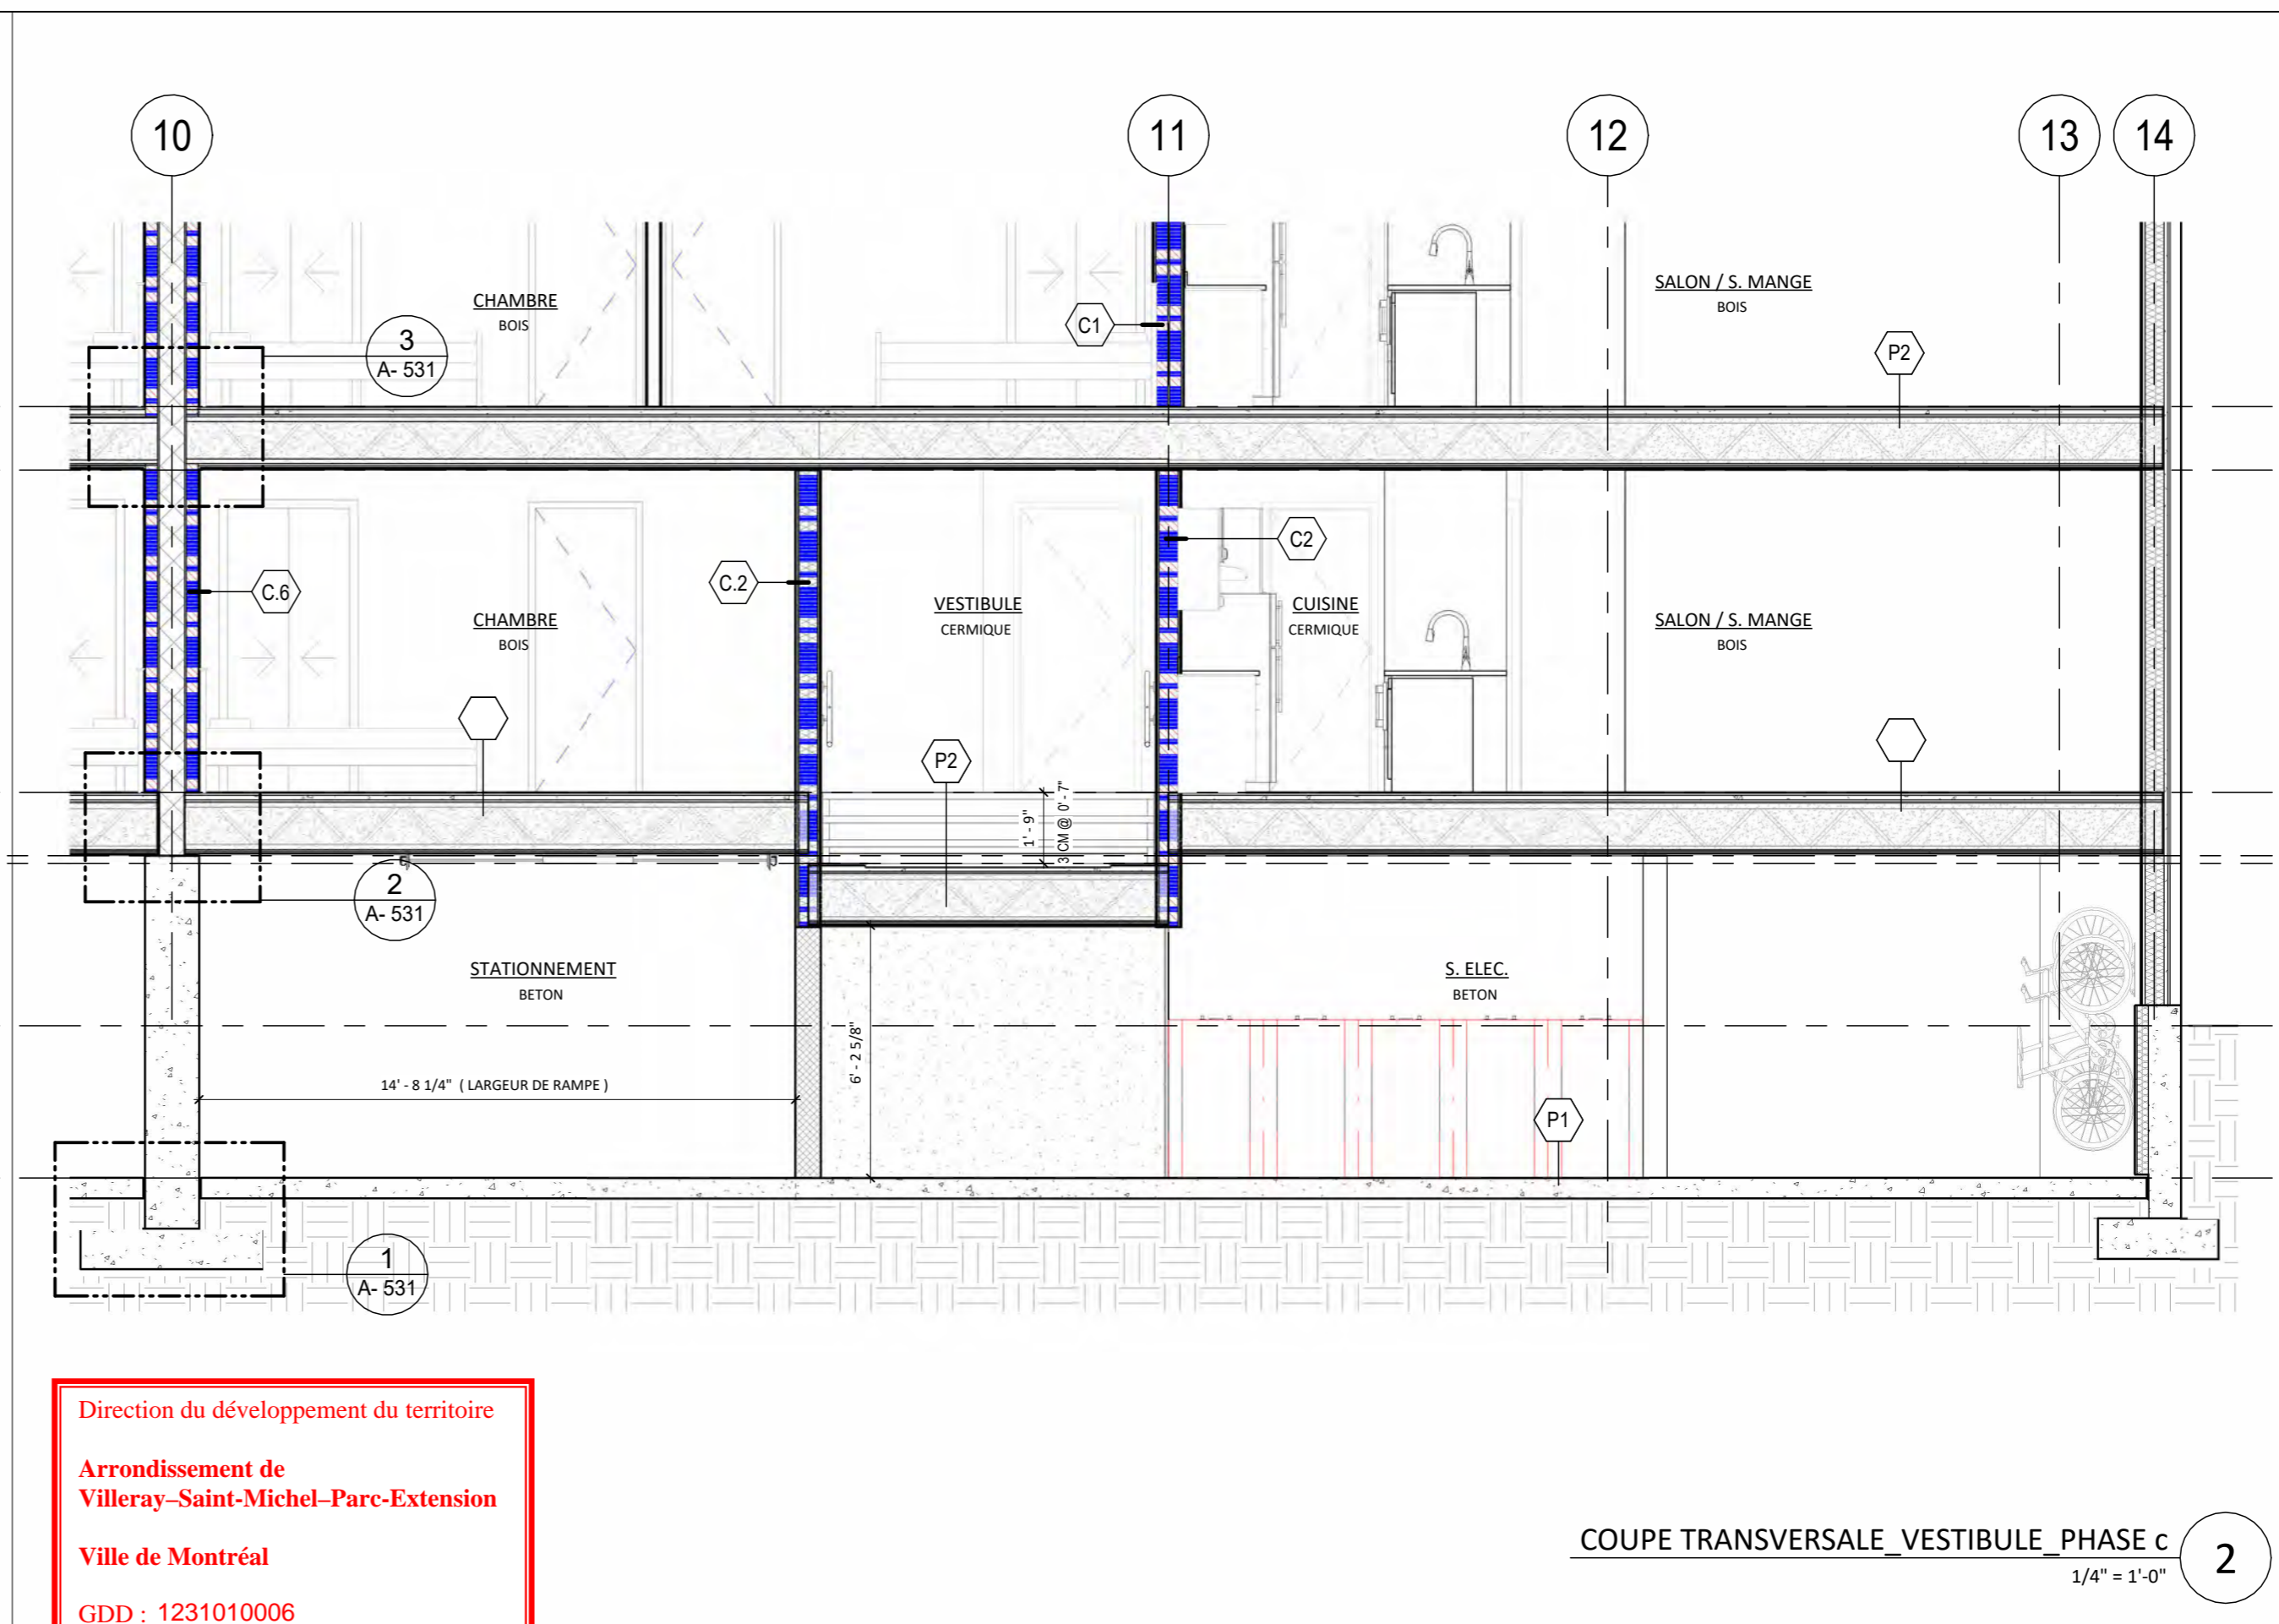 10
11
12
13
14
CHAMBRE
BOIS
3
A- 531
C1
SALON / S. MANGE
BOIS
P2
C.6
CHAMBRE
BOIS
C.2
VESTIBULE
CERMIQUE
C2
CUISINE
CERMIQUE
SALON / S. MANGE
BOIS
P2
1' - 9"
3 CM @ 0' - 7"
2
A- 531
STATIONNEMENT
BETON
S. ELEC.
BETON
6' - 2 5/8"
14' - 8 1/4" ( LARGEUR DE RAMPE )
P1
1
A- 531
Direction du développement du territoire
Arrondissement de
Villeray–Saint-Michel–Parc-Extension
Ville de Montréal
GDD : 1231010006
COUPE TRANSVERSALE_VESTIBULE_PHASE c
1/4" = 1'-0"
2